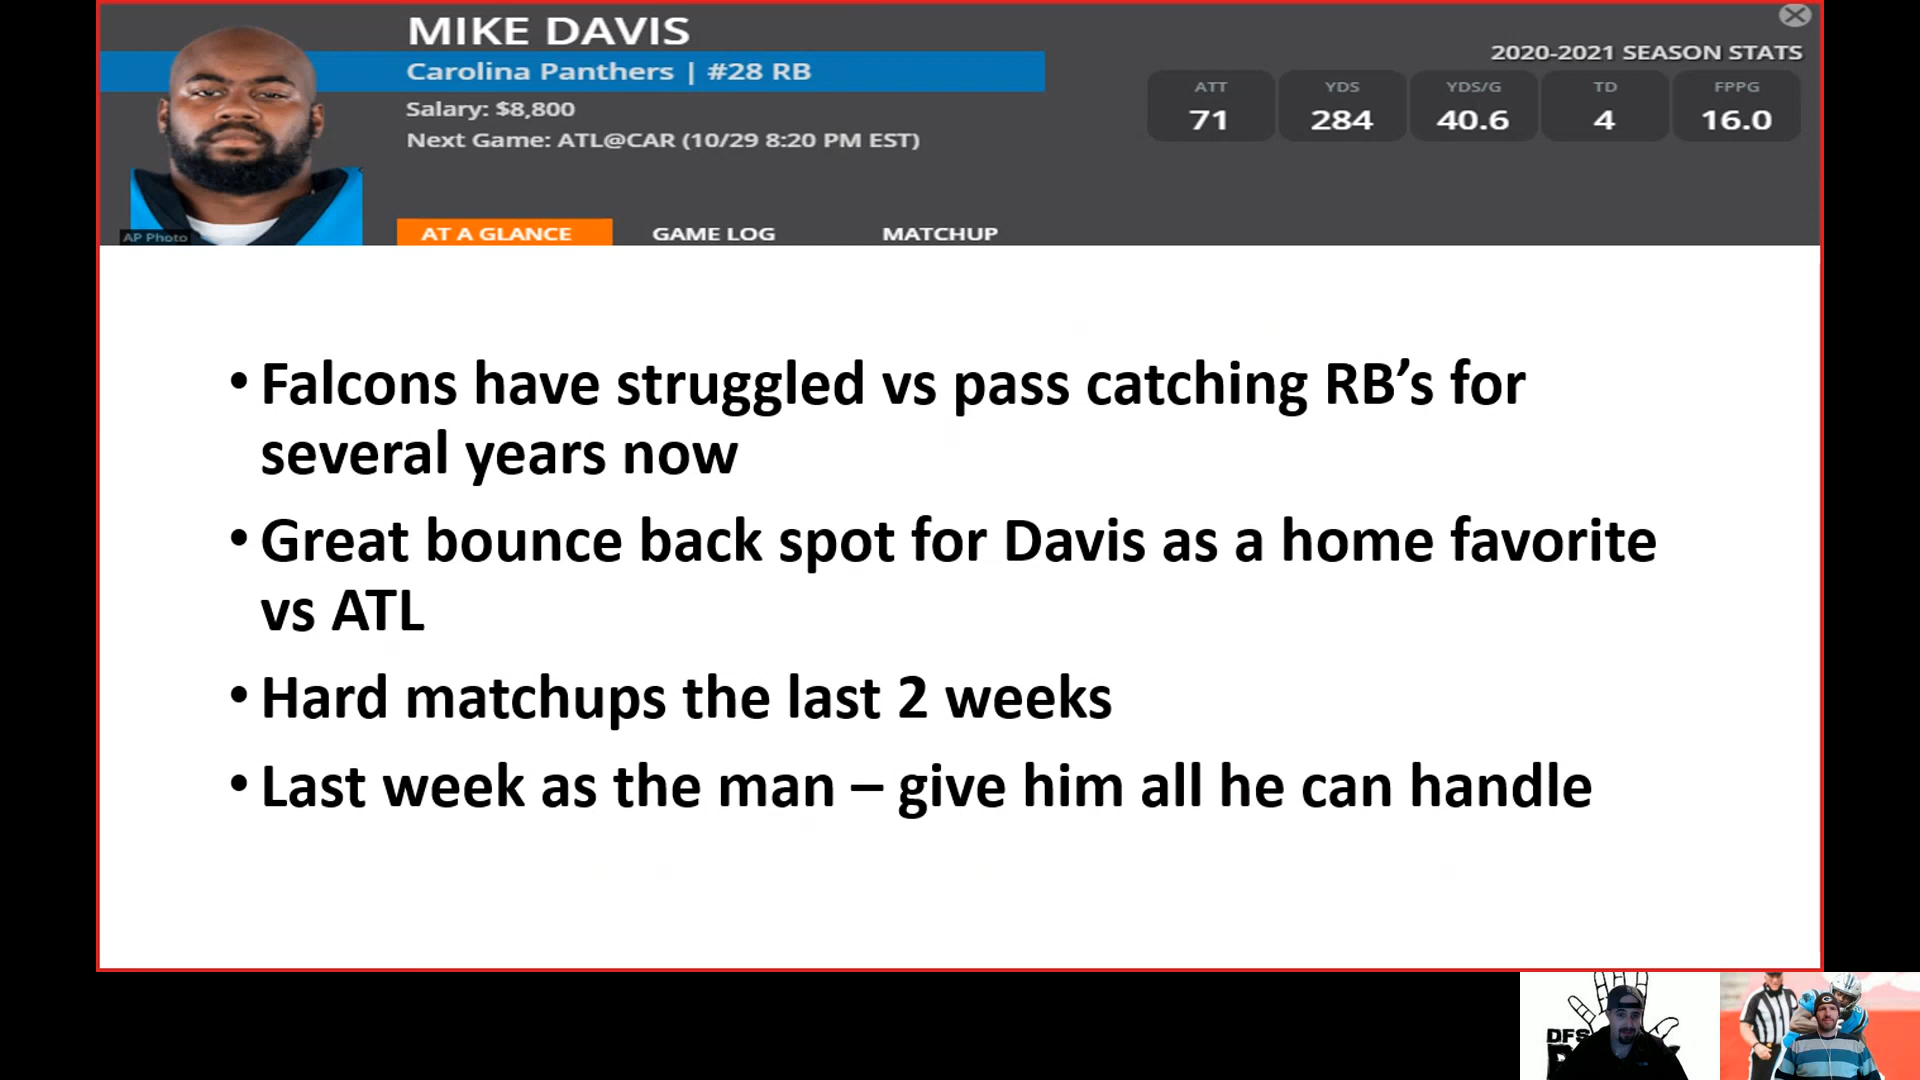 MIKE DAVIS
Carolina Panthers | #28 RB
Salary: $8,800
Next Game: ATL@CAR (10/29 8:20 PM EST)
2020-2021 SEASON STATS
ATT YDS YDS/G TD FPPG
71 284 40.6 4 16.0
AP Photo
AT A GLANCE GAME LOG MATCHUP
• Falcons have struggled vs pass catching RB’s for
several years now
• Great bounce back spot for Davis as a home favorite
vs ATL
• Hard matchups the last 2 weeks
• Last week as the man – give him all he can handle
DFS